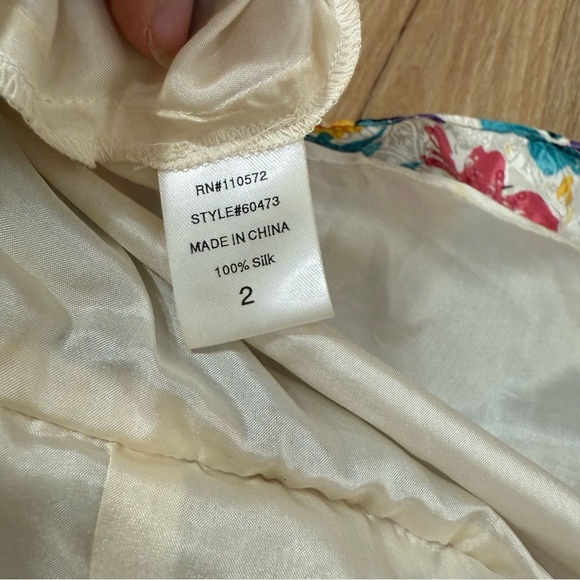 RN#110572
STYLE#60473
MADE IN CHINA
100% Silk
2